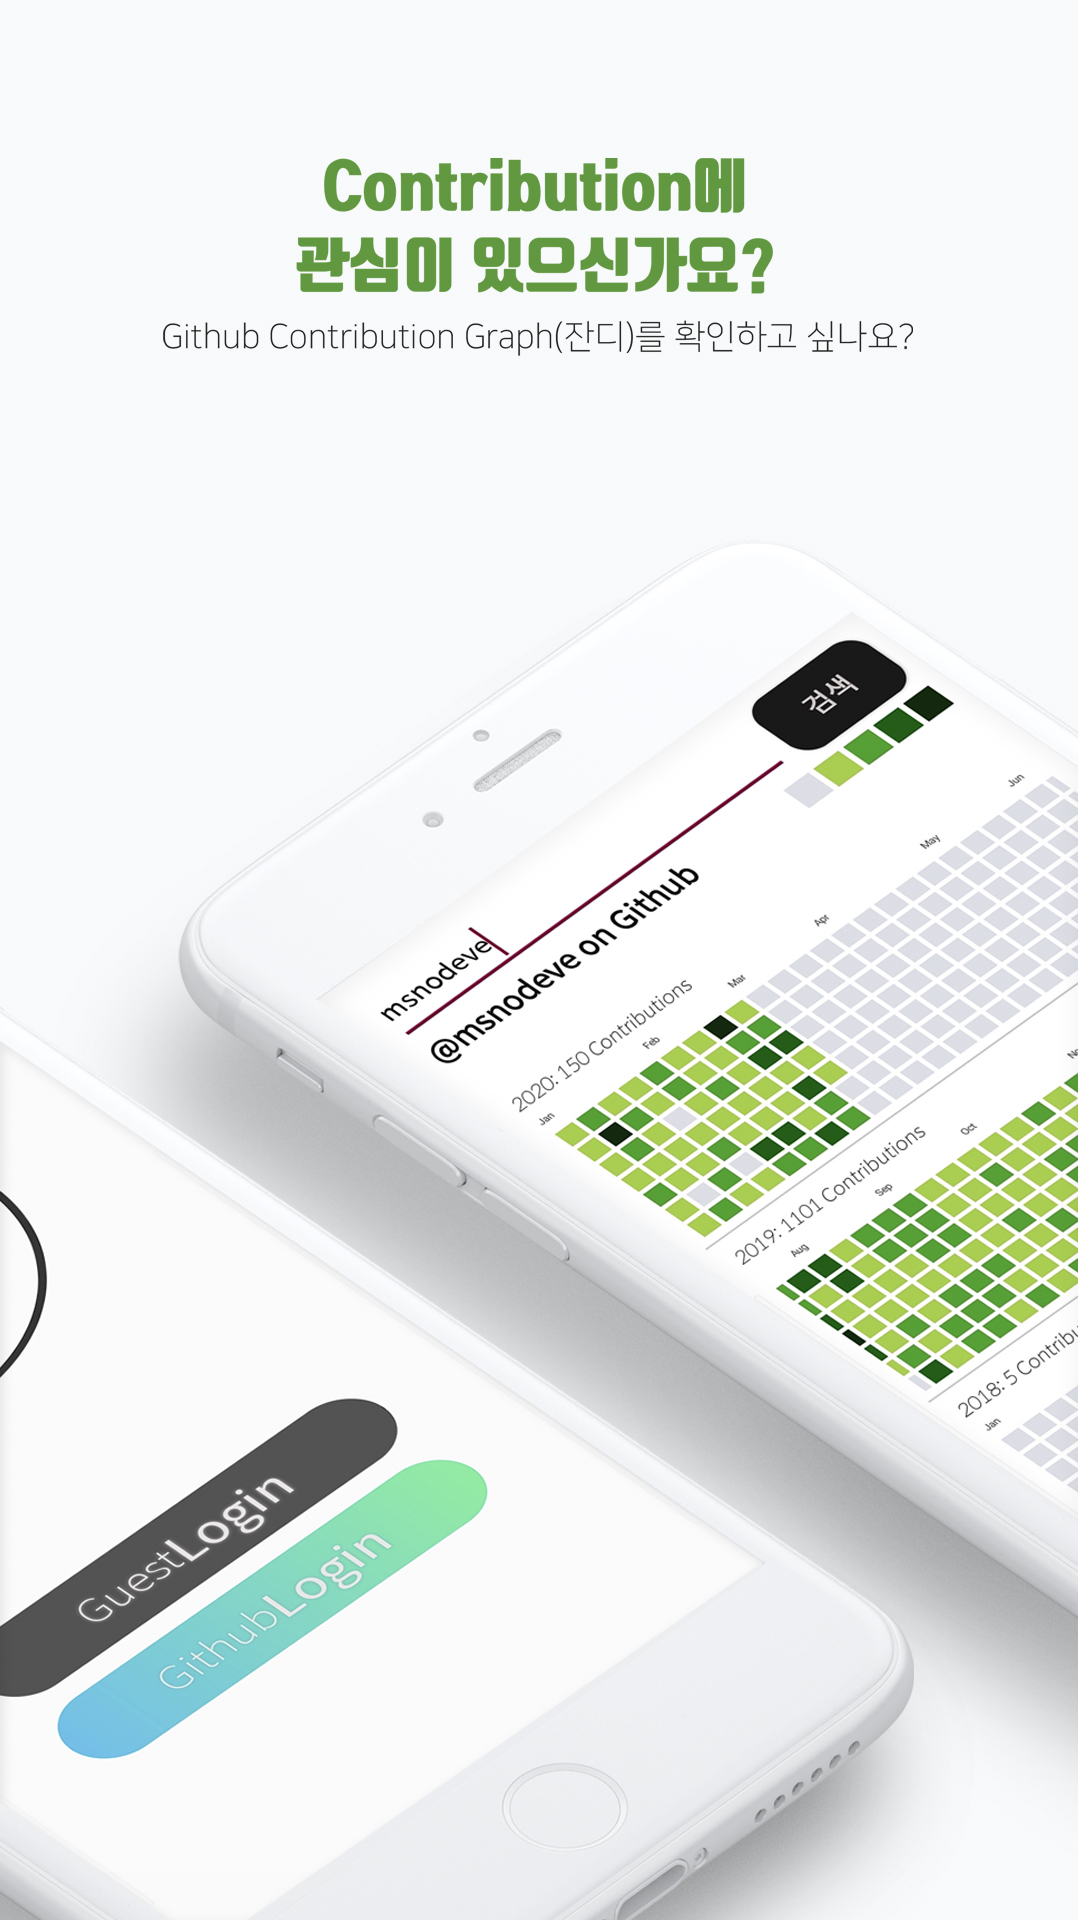 Contribution에
관심이 있으신가요?
Github Contribution Graph(잔디)를 확인하고 싶나요?
msnodeve
검색
@msnodeve on Github
2020: 150 Contributions
Jan
Feb
Mar
Apr
May
Jun
2019: 1101 Contributions
Aug
Sep
Oct
2018: 5 Contribu
Jan
GuestLogin
GithubLogin